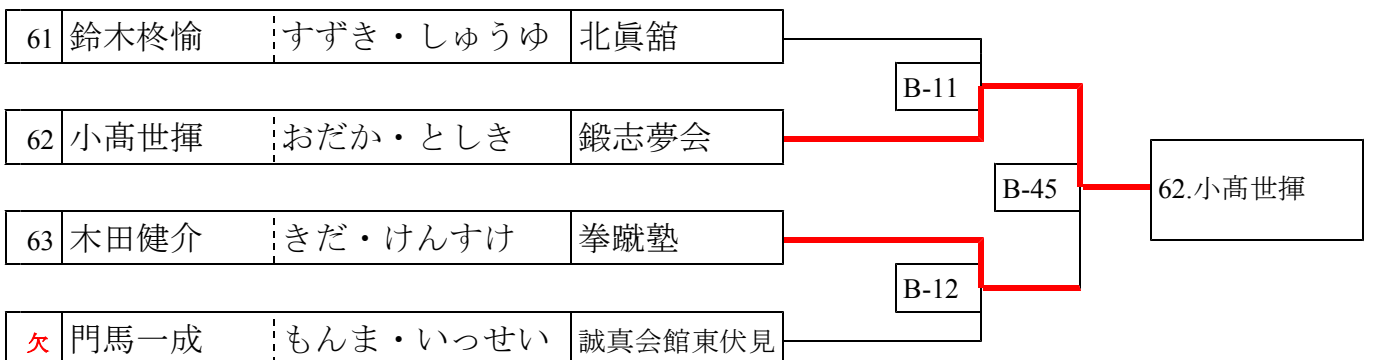 61 鈴木柊愉 すずき・しゅうゆ 北眞舘
B-11
62 小髙世揮 おだか・としき 鍛志夢会
B-45 62.小髙世揮
63 木田健介 きだ・けんすけ 拳蹴塾
B-12
欠 門馬一成 もんま・いっせい 誠真会館東伏見